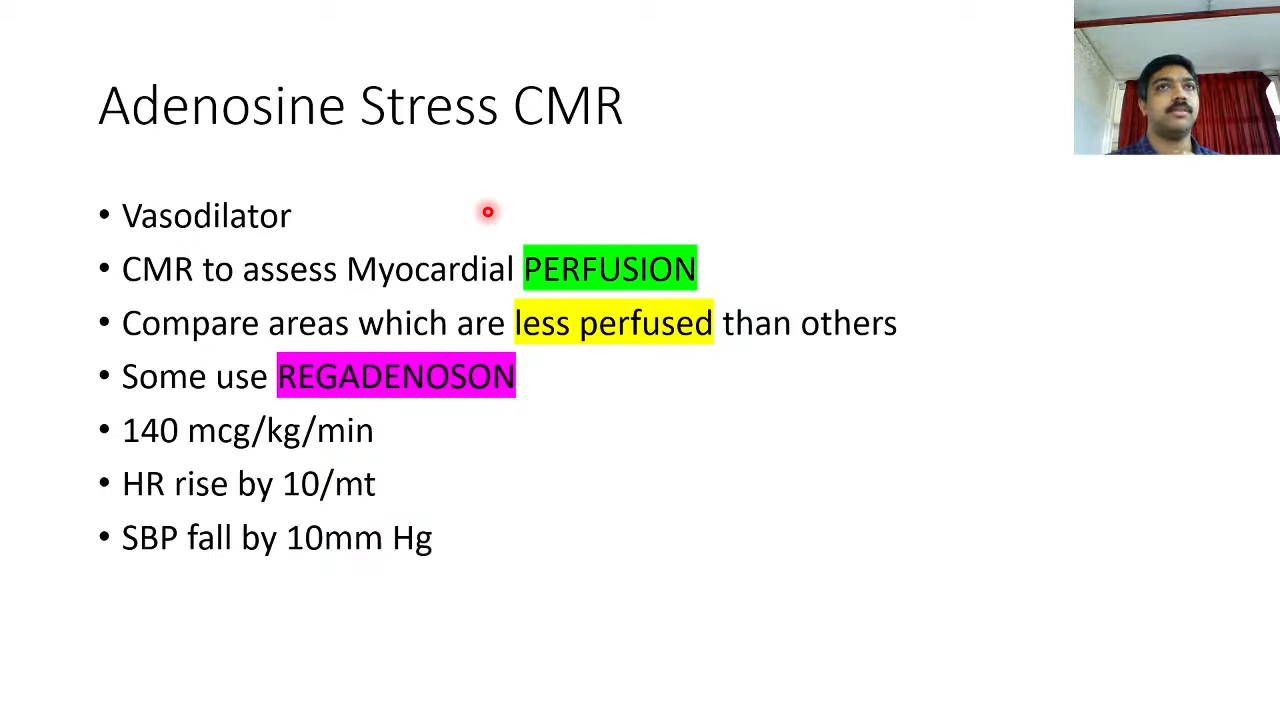 Adenosine Stress CMR
• Vasodilator
• CMR to assess Myocardial PERFUSION
• Compare areas which are less perfused than others
• Some use REGADENOSON
• 140 mcg/kg/min
• HR rise by 10/mt
• SBP fall by 10mm Hg